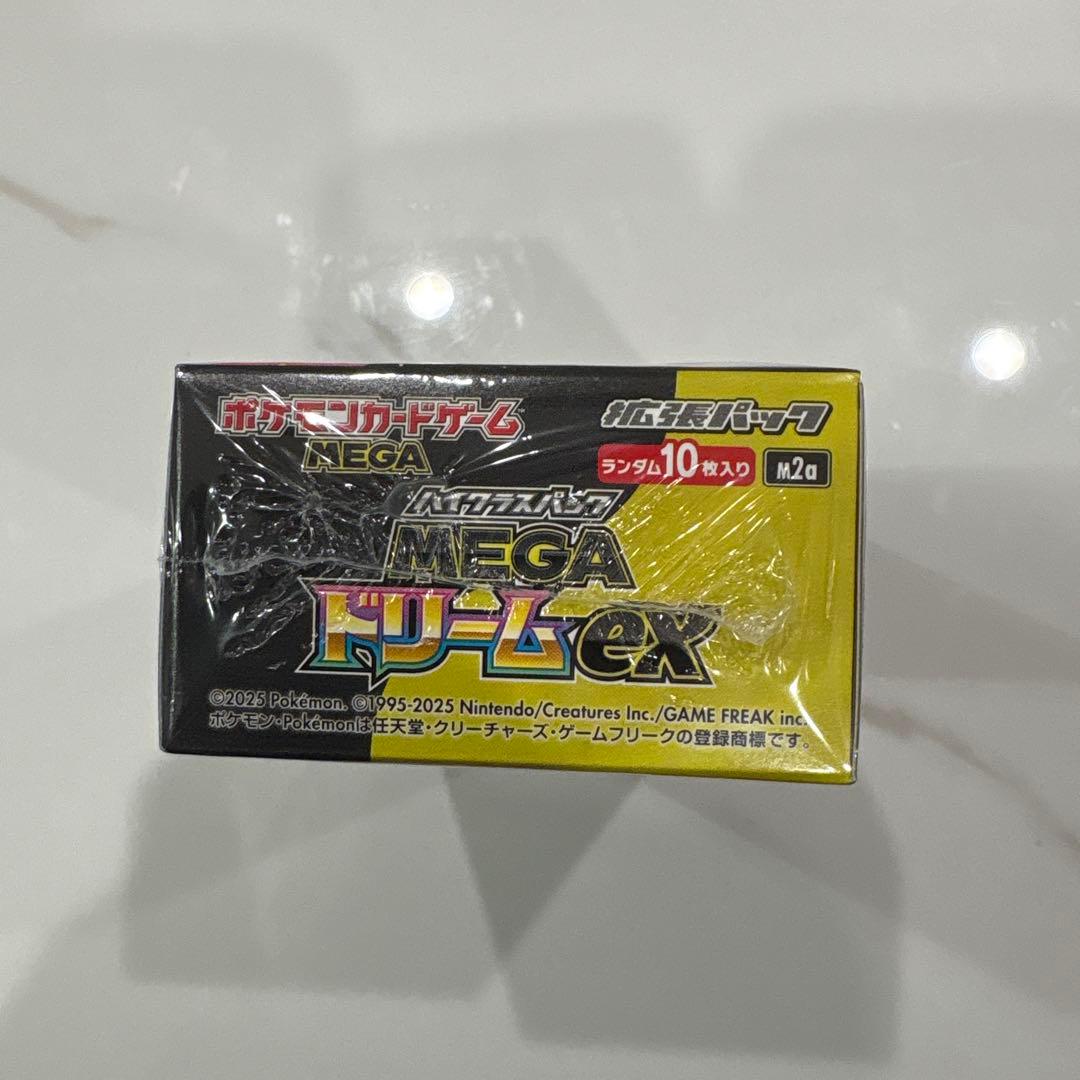 ポケモンカードゲーム™
MEGA
拡張パック
ランダム10枚入り
M2a
ハイクラスパック
MEGA
ドリームex
©2025 Pokémon. ©1995-2025 Nintendo/Creatures Inc./GAME FREAK inc.
ポケモン・Pokémonは任天堂・クリーチャーズ・ゲームフリークの登録商標です。